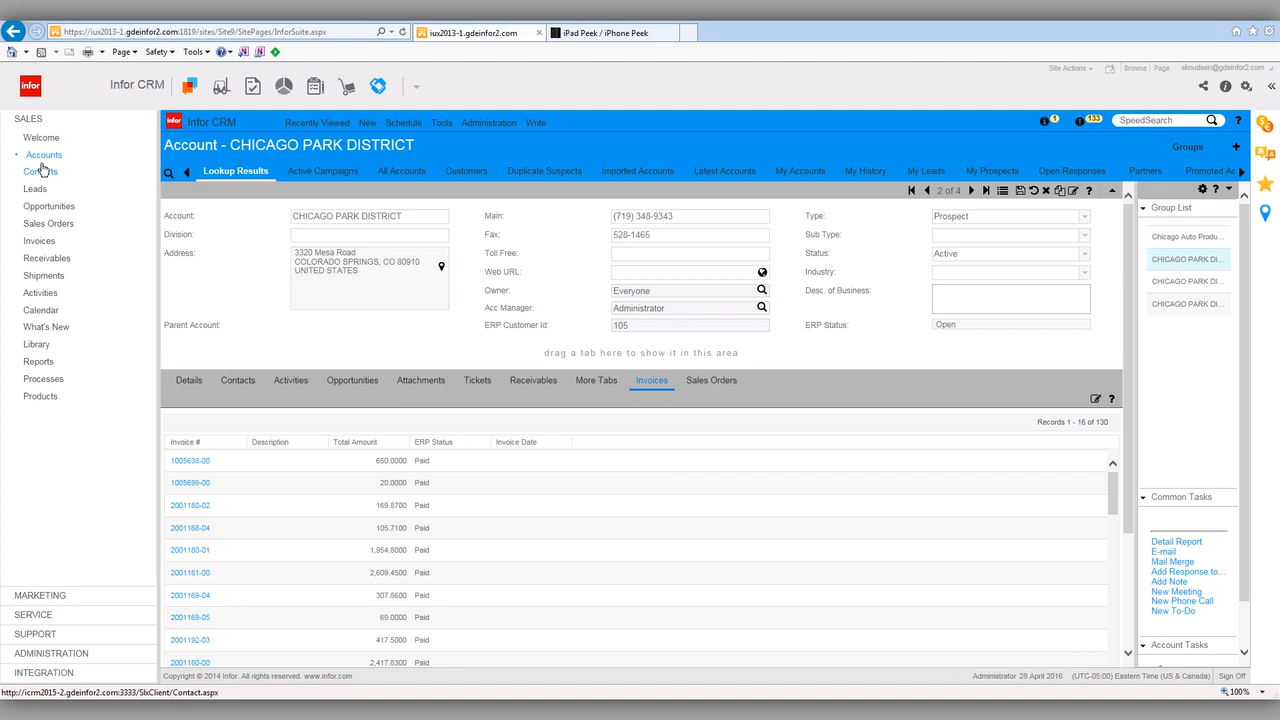 https://iux2013-1.gdeinfor2.com:1819/sites/Site9/SitePages/InforSuite.aspx
iux2013-1.gdeinfor2.com
iPad Peek / iPhone Peek
Page Safety Tools
Site Actions Browse Page sknudsen@gdeinfor2.com
infor Infor CRM
SALES
Welcome
Accounts
Leads
Opportunities
Sales Orders
Invoices
Receivables
Shipments
Activities
Calendar
What's New
Library
Reports
Processes
Products
MARKETING
SERVICE
SUPPORT
ADMINISTRATION
INTEGRATION
infor Infor CRM Recently Viewed New Schedule Tools Administration Write 1 133 SpeedSearch ?
Account - CHICAGO PARK DISTRICT
Groups +
Lookup Results Active Campaigns All Accounts Customers Duplicate Suspects Imported Accounts Latest Accounts My Accounts My History My Leads My Prospects Open Responses Partners Promoted Ac
2 of 4
Account: CHICAGO PARK DISTRICT
Division:
Address: 3320 Mesa Road
COLORADO SPRINGS, CO 80910
UNITED STATES
Parent Account:
Main: (719) 348-9343
Fax: 528-1465
Toll Free:
Web URL:
Owner: Everyone
Acc Manager: Administrator
ERP Customer Id: 105
Type: Prospect
Sub Type:
Status: Active
Industry:
Desc. of Business:
ERP Status: Open
drag a tab here to show it in this area
Details Contacts Activities Opportunities Attachments Tickets Receivables More Tabs Invoices Sales Orders
Records 1 - 16 of 130
Invoice # Description Total Amount ERP Status Invoice Date
1005638-00 650.0000 Paid
1005699-00 20.0000 Paid
2001180-02 169.8700 Paid
2001168-04 105.7100 Paid
2001180-01 1,954.6000 Paid
2001181-00 2,609.4500 Paid
2001169-04 307.8600 Paid
2001169-05 69.0000 Paid
2001192-03 417.5000 Paid
2001180-00 2,417.8300 Paid
Group List
Chicago Auto Produ...
CHICAGO PARK DI...
CHICAGO PARK DI...
CHICAGO PARK DI...
Common Tasks
Detail Report
E-mail
Mail Merge
Add Response to...
Add Note
New Meeting
New Phone Call
New To-Do
Account Tasks
Copyright © 2014 Infor. All rights reserved. www.infor.com
Administrator 28 April 2016 (UTC-05:00) Eastern Time (US & Canada) Sign Off
http://icrm2015-2.gdeinfor2.com:3333/SlxClient/Contact.aspx
100%